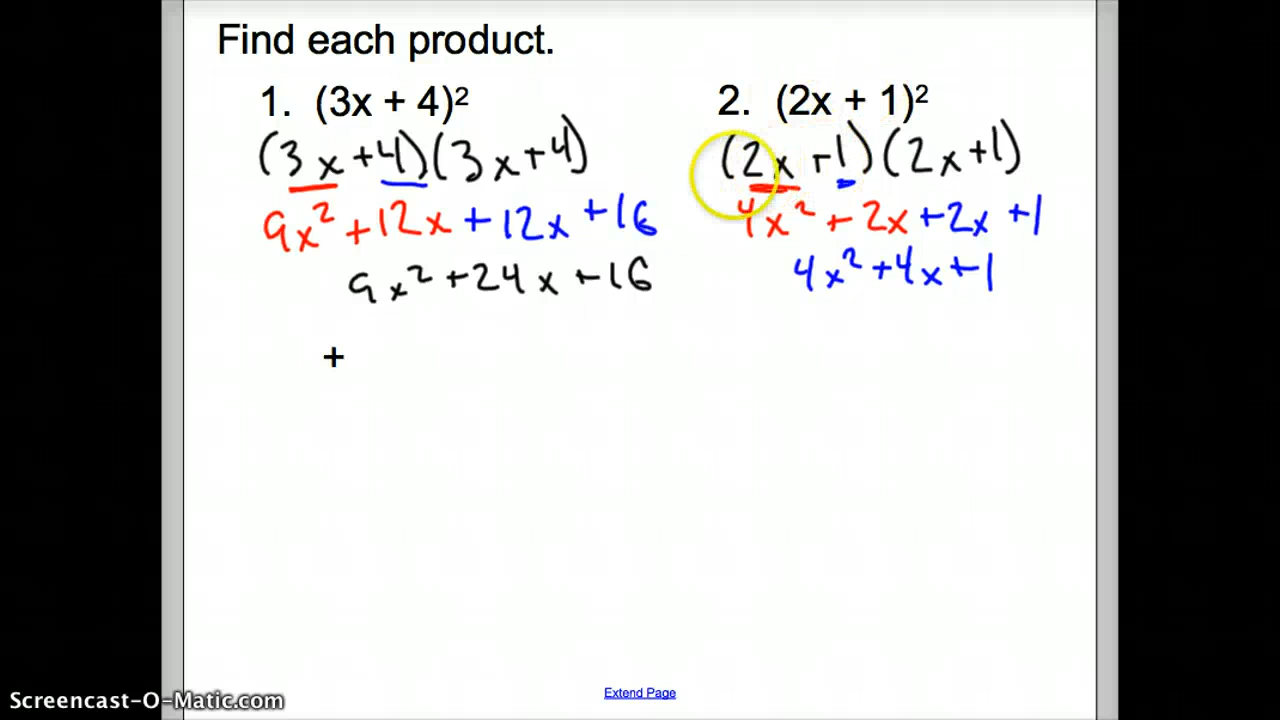 Find each product.
1. (3x + 4)²
(3x+4)(3x+4)
9x²+12x+12x+16
9x²+24x+16
+
2. (2x + 1)²
(2x+1)(2x+1)
4x²+2x+2x+1
4x²+4x+1
Extend Page
Screencast-O-Matic.com